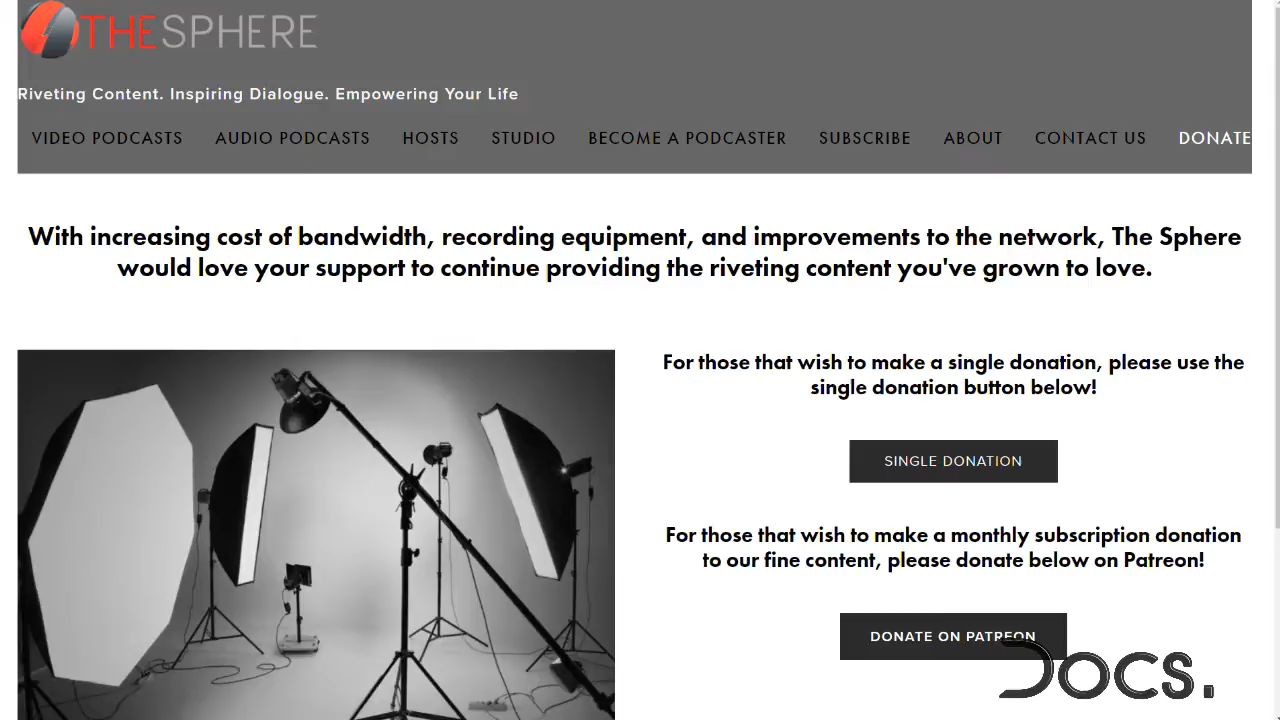 THESPHERE
Riveting Content. Inspiring Dialogue. Empowering Your Life
VIDEO PODCASTS AUDIO PODCASTS HOSTS STUDIO BECOME A PODCASTER SUBSCRIBE ABOUT CONTACT US DONATE
With increasing cost of bandwidth, recording equipment, and improvements to the network, The Sphere
would love your support to continue providing the riveting content you've grown to love.
For those that wish to make a single donation, please use the
single donation button below!
SINGLE DONATION
For those that wish to make a monthly subscription donation
to our fine content, please donate below on Patreon!
DONATE ON PATREON
DOCS.